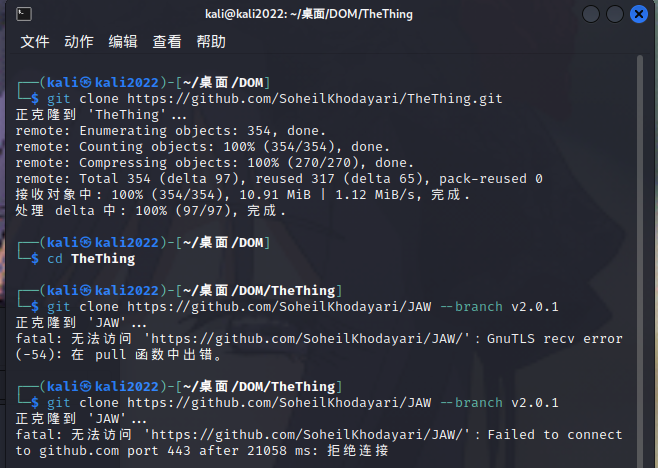 kali@kali2022: ~/桌面/DOM/TheThing
文件 动作 编辑 查看 帮助
┌──(kali㉿kali2022)-[~/桌面/DOM]
└─$ git clone https://github.com/SoheilKhodayari/TheThing.git
正克隆到 'TheThing'...
remote: Enumerating objects: 354, done.
remote: Counting objects: 100% (354/354), done.
remote: Compressing objects: 100% (270/270), done.
remote: Total 354 (delta 97), reused 317 (delta 65), pack-reused 0
接收对象中: 100% (354/354), 10.91 MiB | 1.12 MiB/s, 完成.
处理 delta 中: 100% (97/97), 完成.
┌──(kali㉿kali2022)-[~/桌面/DOM]
└─$ cd TheThing
┌──(kali㉿kali2022)-[~/桌面/DOM/TheThing]
└─$ git clone https://github.com/SoheilKhodayari/JAW --branch v2.0.1
正克隆到 'JAW'...
fatal: 无法访问 'https://github.com/SoheilKhodayari/JAW/'：GnuTLS recv error
(-54): 在 pull 函数中出错。
┌──(kali㉿kali2022)-[~/桌面/DOM/TheThing]
└─$ git clone https://github.com/SoheilKhodayari/JAW --branch v2.0.1
正克隆到 'JAW'...
fatal: 无法访问 'https://github.com/SoheilKhodayari/JAW/'：Failed to connect
to github.com port 443 after 21058 ms: 拒绝连接